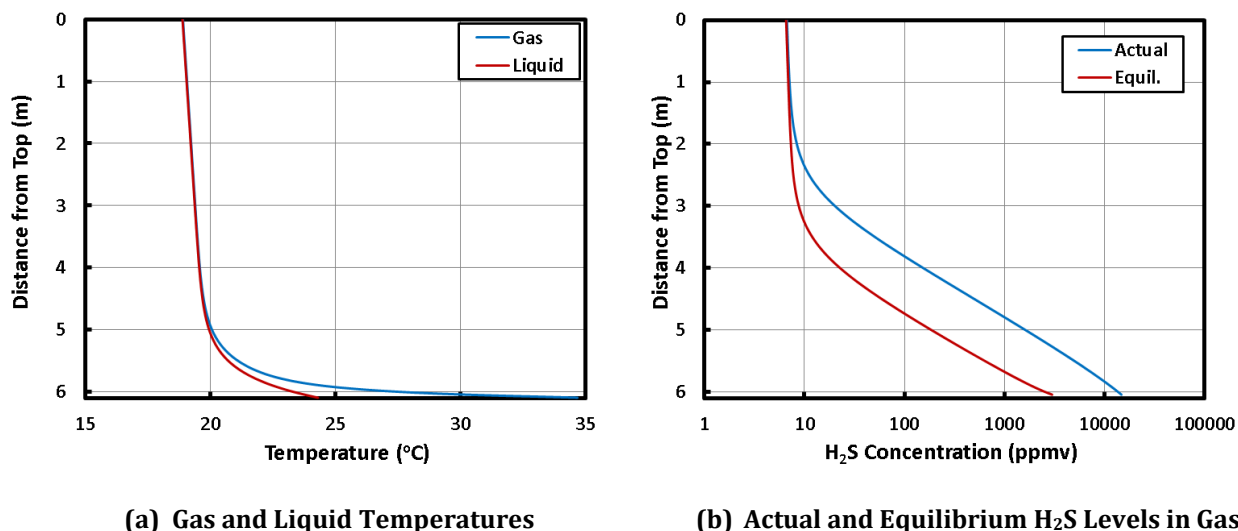 0
1
2
3
4
5
6
Distance from Top (m)
Gas
Liquid
15
20
25
30
35
Temperature (°C)
(a) Gas and Liquid Temperatures
0
1
2
3
4
5
6
Distance from Top (m)
Actual
Equil.
1
10
100
1000
10000
100000
H₂S Concentration (ppmv)
(b) Actual and Equilibrium H₂S Levels in Gas